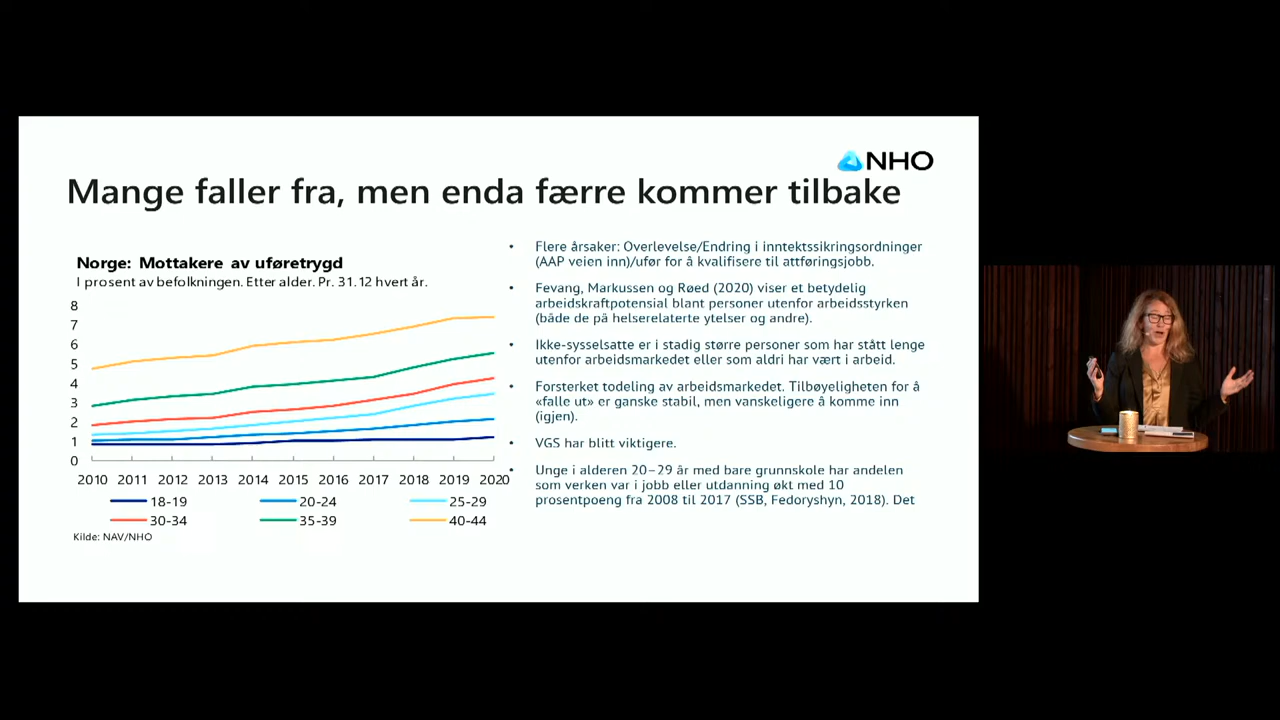 NHO
Mange faller fra, men enda færre kommer tilbake
Norge: Mottakere av uføretrygd
I prosent av befolkningen. Etter alder. Pr. 31.12 hvert år.
8
7
6
5
4
3
2
1
0
2010 2011 2012 2013 2014 2015 2016 2017 2018 2019 2020
18-19 20-24 25-29
30-34 35-39 40-44
Kilde: NAV/NHO
• Flere årsaker: Overlevelse/Endring i inntektssikringsordninger
(AAP veien inn)/ufør for å kvalifisere til attføringsjobb.
• Fevang, Markussen og Røed (2020) viser et betydelig
arbeidskraftpotensial blant personer utenfor arbeidsstyrken
(både de på helserelaterte ytelser og andre).
• Ikke-sysselsatte er i stadig større personer som har stått lenge
utenfor arbeidsmarkedet eller som aldri har vært i arbeid.
• Forsterket todeling av arbeidsmarkedet. Tilbøyeligheten for å
«falle ut» er ganske stabil, men vanskeligere å komme inn
(igjen).
• VGS har blitt viktigere.
• Unge i alderen 20–29 år med bare grunnskole har andelen
som verken var i jobb eller utdanning økt med 10
prosentpoeng fra 2008 til 2017 (SSB, Fedoryshyn, 2018). Det